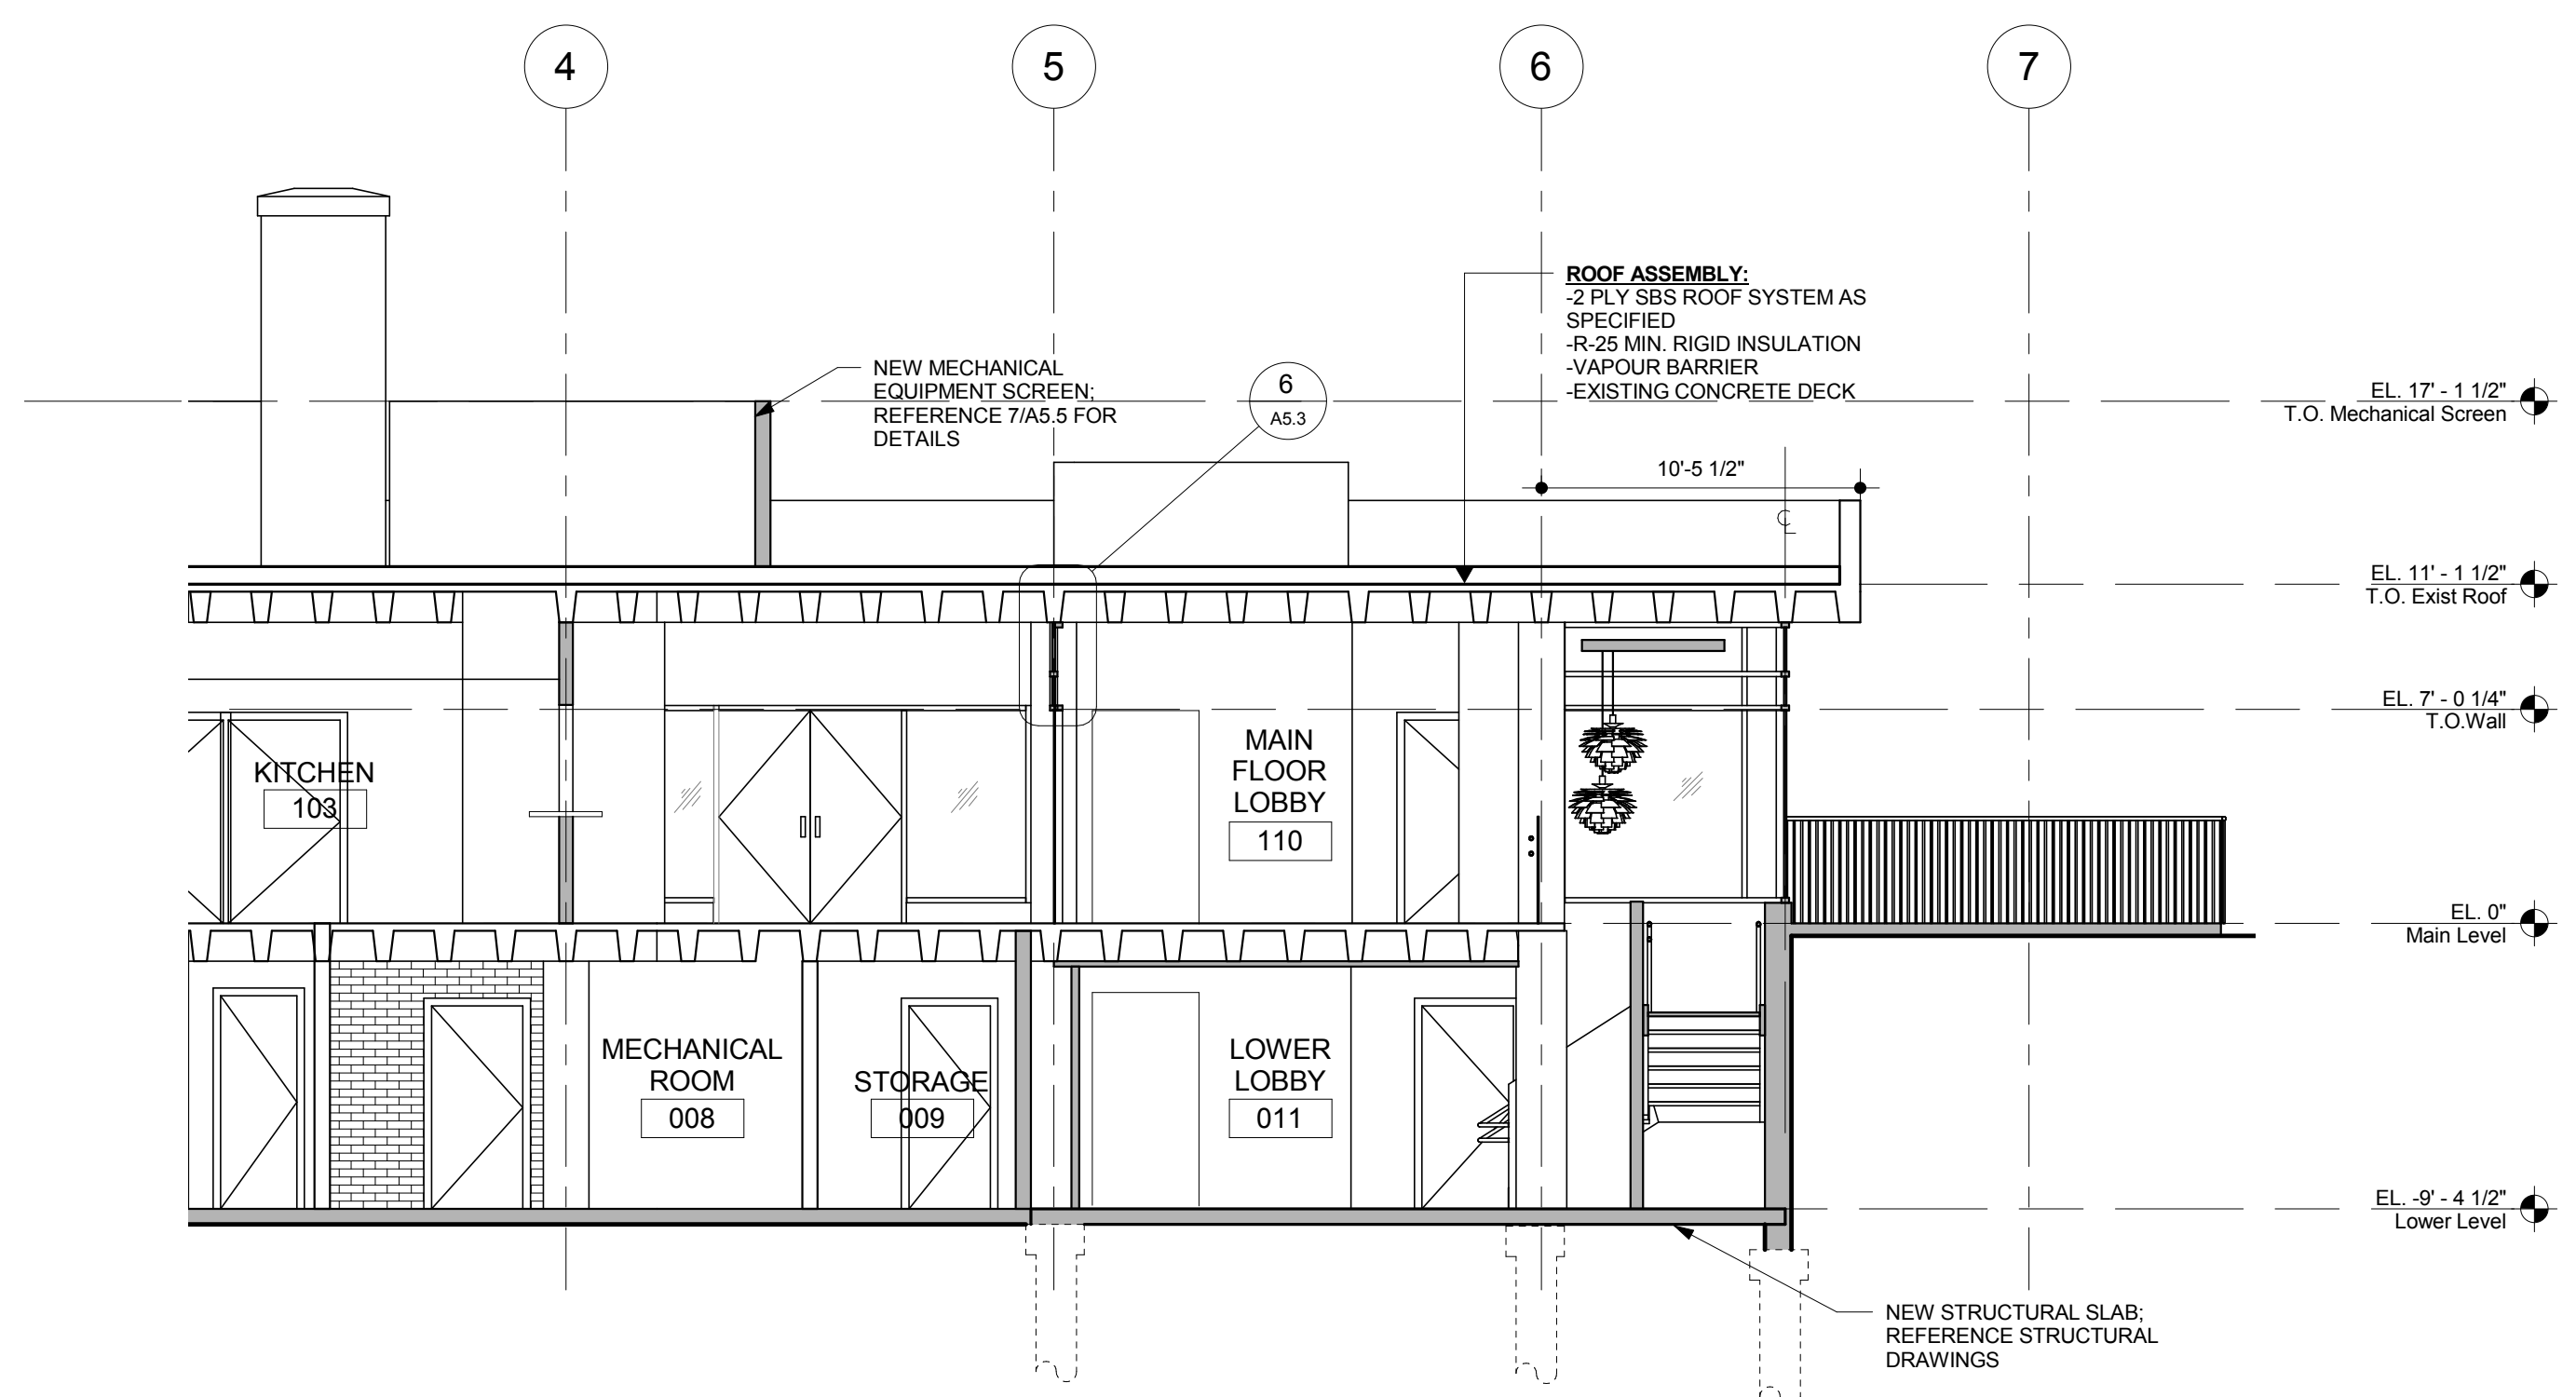 4
5
6
7
ROOF ASSEMBLY:
-2 PLY SBS ROOF SYSTEM AS
SPECIFIED
-R-25 MIN. RIGID INSULATION
-VAPOUR BARRIER
-EXISTING CONCRETE DECK
NEW MECHANICAL
EQUIPMENT SCREEN;
REFERENCE 7/A5.5 FOR
DETAILS
6
A5.3
EL. 17' - 1 1/2"
T.O. Mechanical Screen
10'-5 1/2"
EL. 11' - 1 1/2"
T.O. Exist Roof
EL. 7' - 0 1/4"
T.O.Wall
KITCHEN
103
MAIN
FLOOR
LOBBY
110
EL. 0"
Main Level
MECHANICAL
ROOM
008
STORAGE
009
LOWER
LOBBY
011
EL. -9' - 4 1/2"
Lower Level
NEW STRUCTURAL SLAB;
REFERENCE STRUCTURAL
DRAWINGS